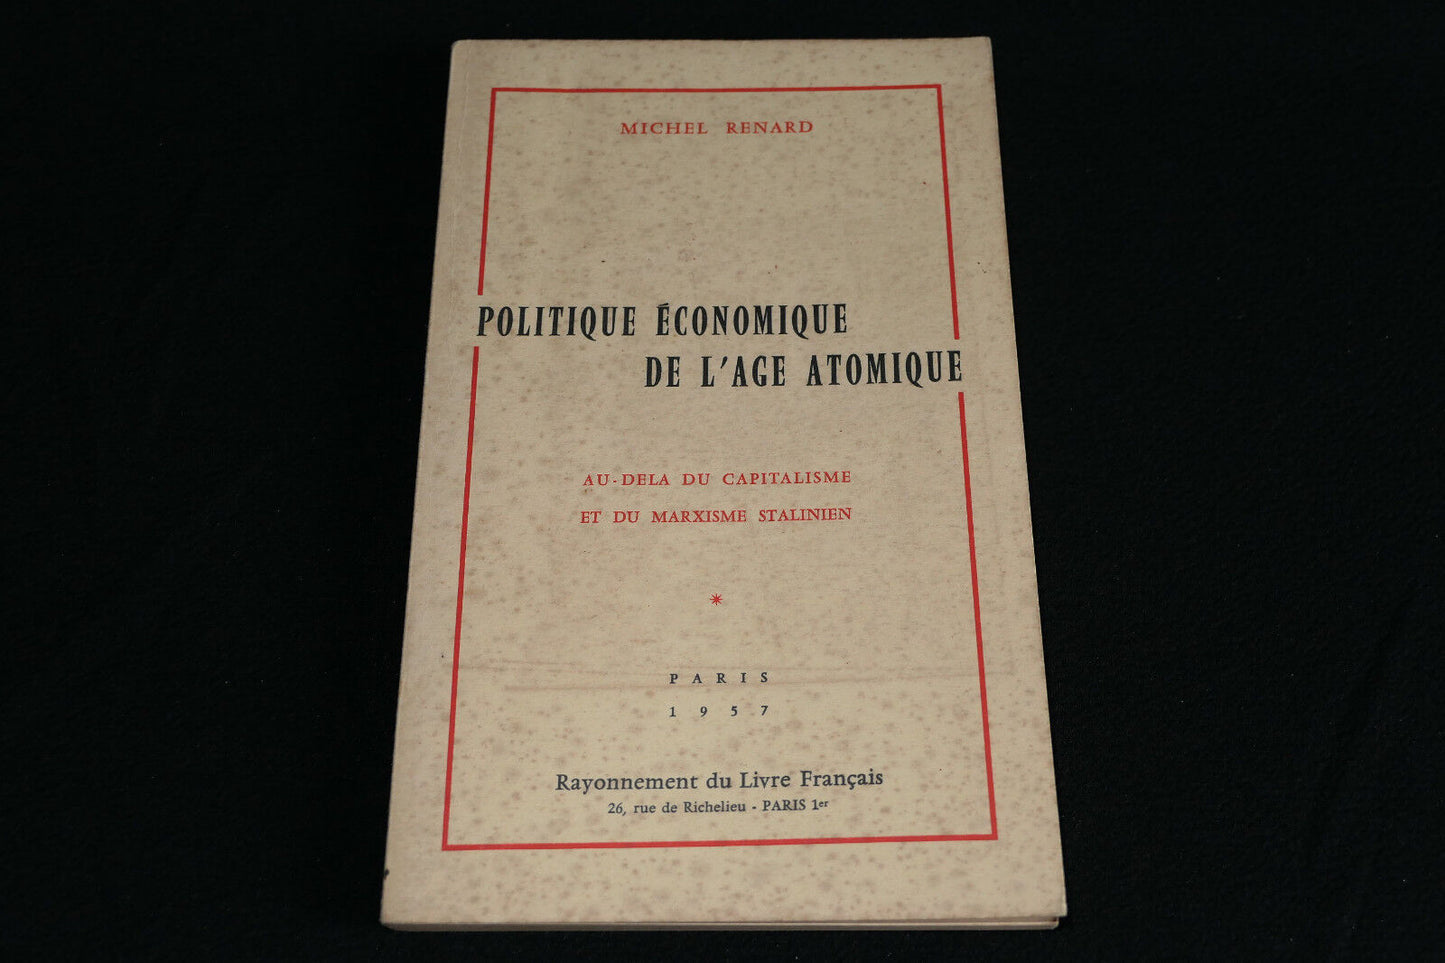 MICHEL RENARD
POLITIQUE ÉCONOMIQUE
DE L'AGE ATOMIQUE
AU-DELA DU CAPITALISME
ET DU MARXISME STALINIEN
PARIS
1957
Rayonnement du Livre Français
26, rue de Richelieu - PARIS 1er